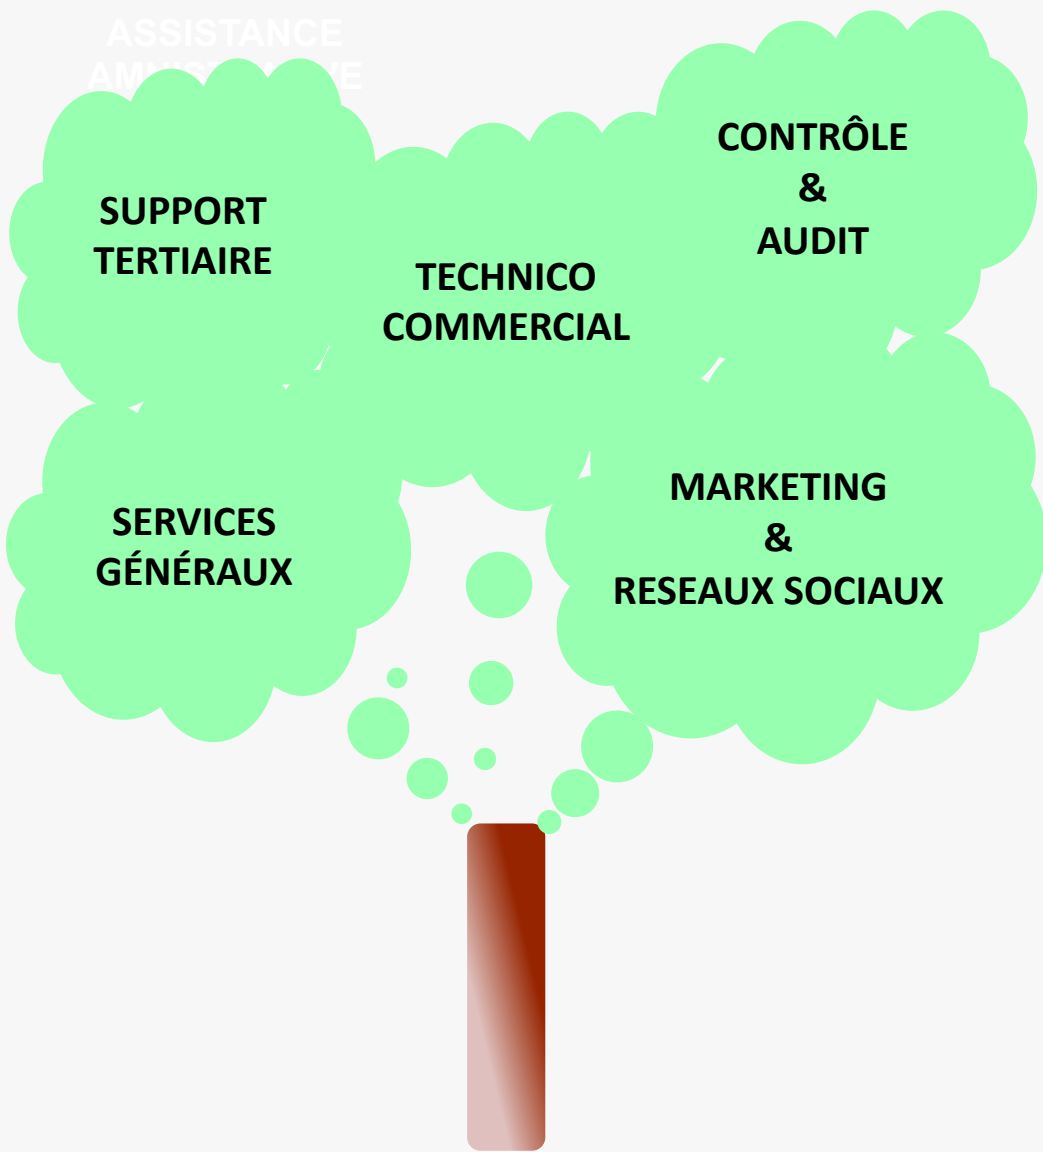 ASSISTANCE
SUPPORT
TERTIAIRE
TECHNICO
COMMERCIAL
CONTRÔLE
&
AUDIT
SERVICES
GÉNÉRAUX
MARKETING
&
RESEAUX SOCIAUX